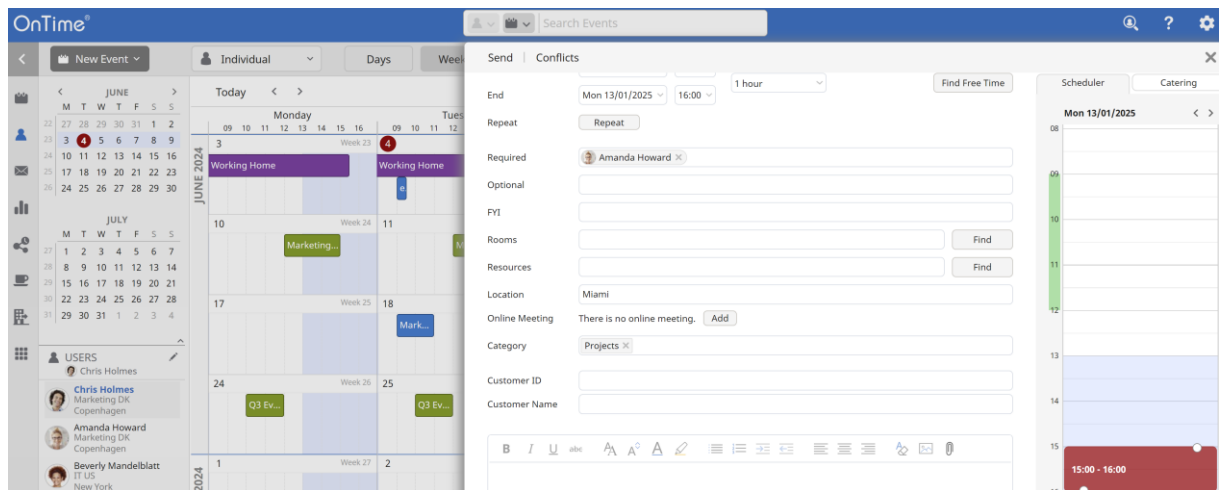 OnTime®
Search Events
New Event
Individual
Days
Week
JUNE
M T W T F S S
22 27 28 29 30 31 1 2
23 3 4 5 6 7 8 9
24 10 11 12 13 14 15 16
25 17 18 19 20 21 22 23
26 24 25 26 27 28 29 30
JULY
M T W T F S S
27 1 2 3 4 5 6 7
28 8 9 10 11 12 13 14
29 15 16 17 18 19 20 21
30 22 23 24 25 26 27 28
31 29 30 31 1 2 3 4
USERS
Chris Holmes
Chris Holmes
Marketing DK
Copenhagen
Amanda Howard
Marketing DK
Copenhagen
Beverly Mandelblatt
IT US
New York
Today
Monday
Tues
09 10 11 12 13 14 15 16
09 10 11 12
JUNE 2024
3 Week 23 4
Working Home
Working Home
e
10 Week 24 11
Marketing...
M
17 Week 25 18
Mark...
24 Week 26 25
Q3 Ev...
Q3 Ev...
1 Week 27 2
2024
Send
Conflicts
1 hour
Find Free Time
End
Mon 13/01/2025
16:00
Repeat
Repeat
Required
Amanda Howard
Optional
FYI
Rooms
Find
Resources
Find
Location
Miami
Online Meeting
There is no online meeting.
Add
Category
Projects
Customer ID
Customer Name
B I U abc
Scheduler
Catering
Mon 13/01/2025
08
09
10
11
12
13
14
15
15:00 - 16:00